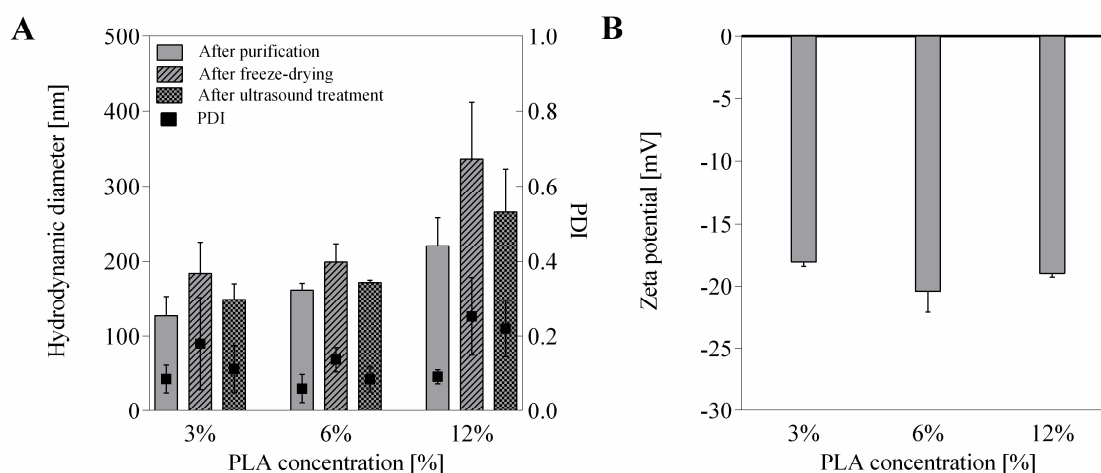 A
Hydrodynamic diameter [nm]
500
400
300
200
100
0
After purification
After freeze-drying
After ultrasound treatment
PDI
1.0
0.8
0.6
0.4
0.2
0.0
PDI
3%
6%
12%
PLA concentration [%]
B
Zeta potential [mV]
0
-5
-10
-15
-20
-25
-30
3%
6%
12%
PLA concentration [%]